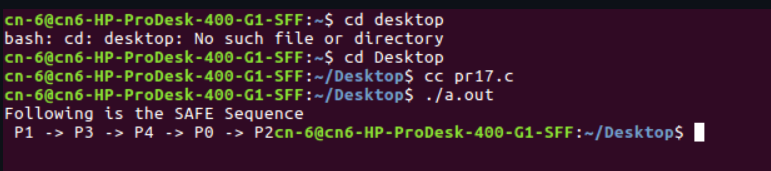 cn-6@cn6-HP-ProDesk-400-G1-SFF:~$ cd desktop
bash: cd: desktop: No such file or directory
cn-6@cn6-HP-ProDesk-400-G1-SFF:~$ cd Desktop
cn-6@cn6-HP-ProDesk-400-G1-SFF:~/Desktop$ cc pr17.c
cn-6@cn6-HP-ProDesk-400-G1-SFF:~/Desktop$ ./a.out
Following is the SAFE Sequence
 P1 -> P3 -> P4 -> P0 -> P2cn-6@cn6-HP-ProDesk-400-G1-SFF:~/Desktop$